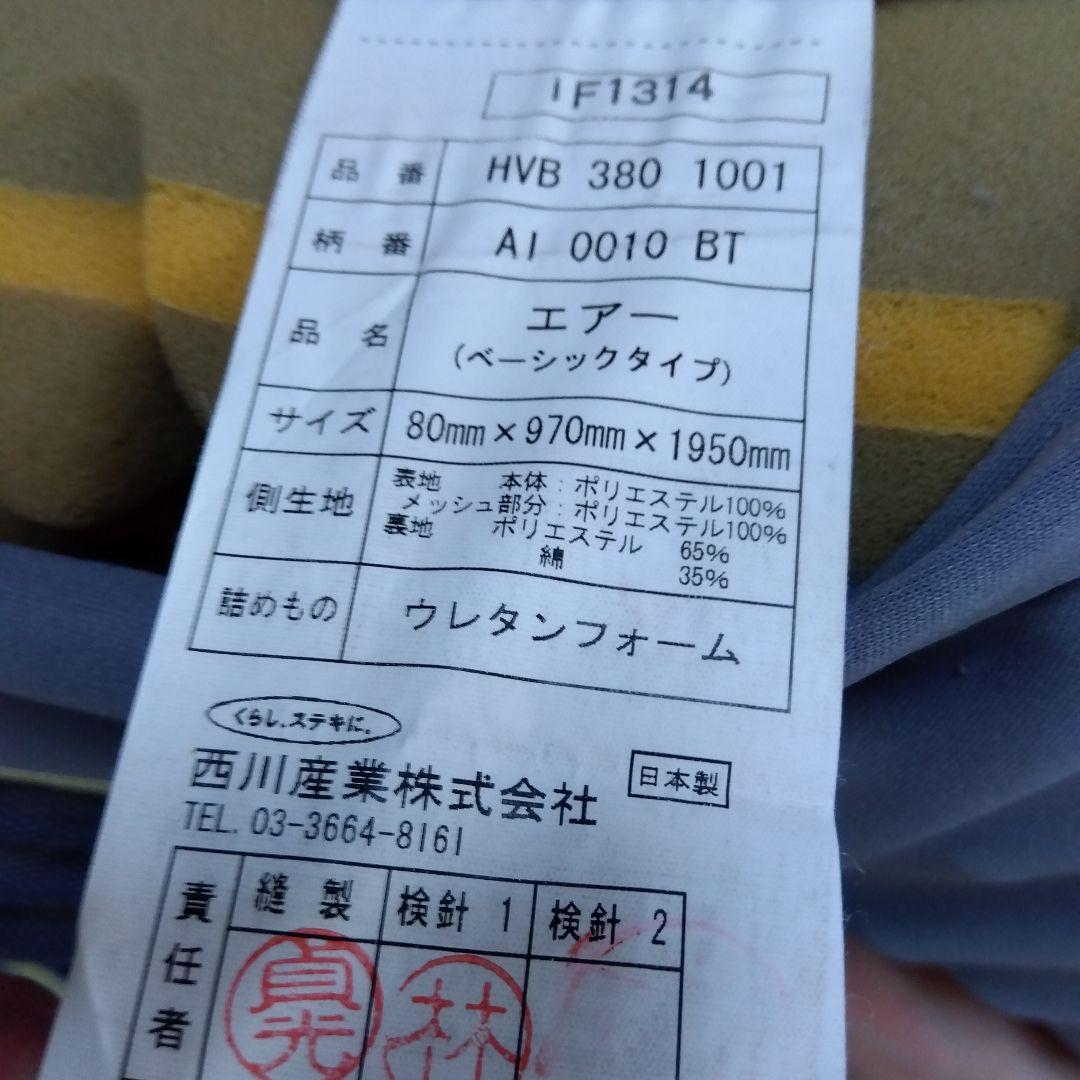 IF1314
品番 HVB 380 1001
柄番 AI 0010 BT
品名 エアー
(ベーシックタイプ)
サイズ 80mm×970mm×1950mm
側生地 表地 本体:ポリエステル100%
メッシュ部分:ポリエステル100%
裏地 ポリエステル 65%
綿 35%
詰めもの ウレタンフォーム
くらし、ステキに。
西川産業株式会社 日本製
TEL. 03-3664-8161
責任者 縫製 検針 1 検針 2
林